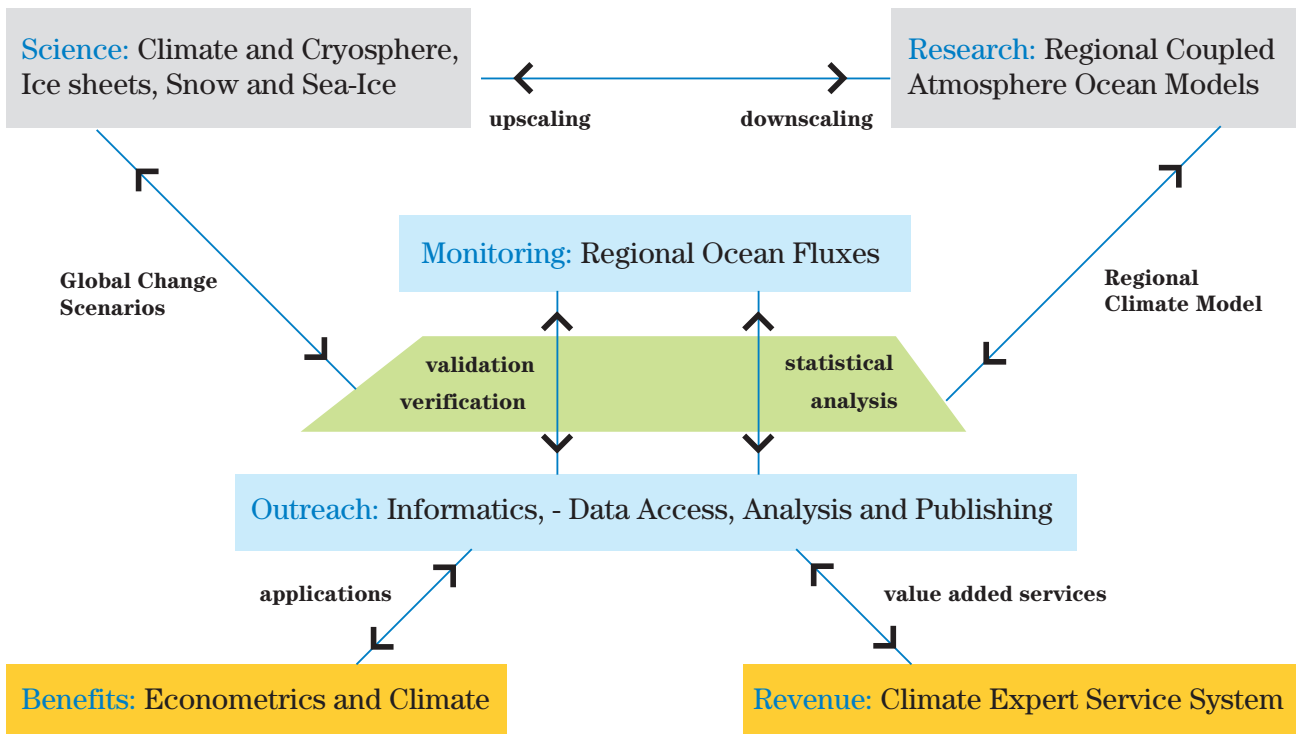 Science: Climate and Cryosphere,
Ice sheets, Snow and Sea-Ice
Research: Regional Coupled
Atmosphere Ocean Models
upscaling
downscaling
Monitoring: Regional Ocean Fluxes
Global Change
Scenarios
Regional
Climate Model
validation
verification
statistical
analysis
Outreach: Informatics, - Data Access, Analysis and Publishing
applications
value added services
Benefits: Econometrics and Climate
Revenue: Climate Expert Service System